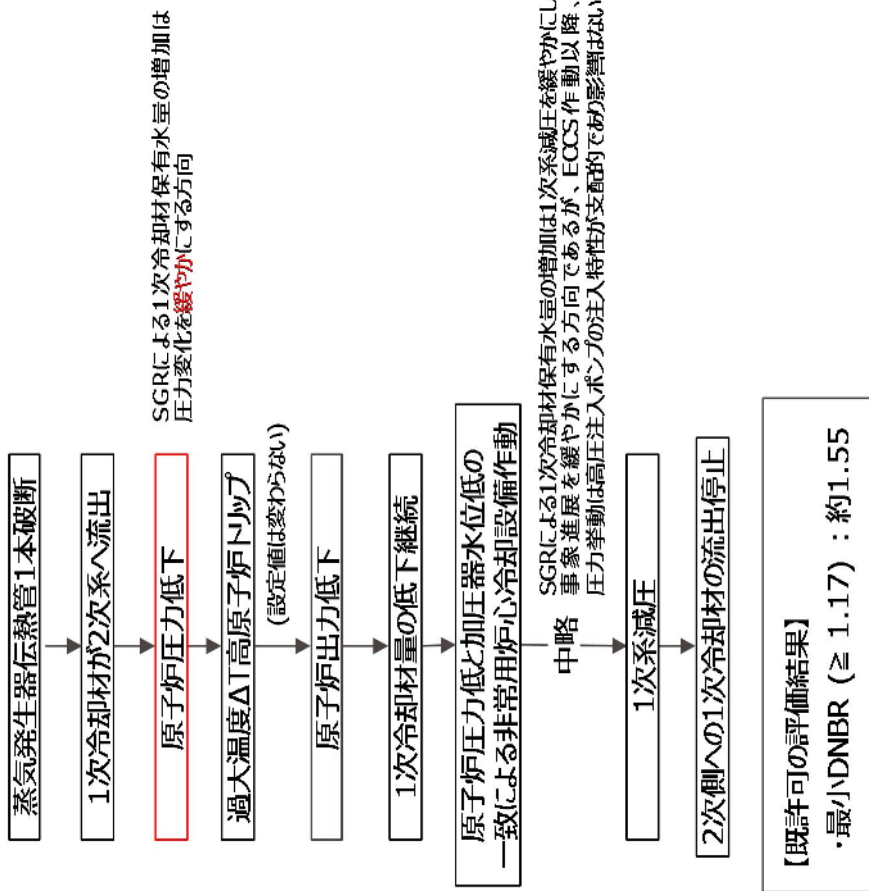 蒸気発生器伝熱管1本破断
1次冷却材が2次系へ流出
原子炉圧力低下
SGRによる1次冷却材保有水量の増加は
圧力変化を緩やかにする方向
過大温度ΔT高原子炉トリップ
(設定値は変わらない)
原子炉出力低下
1次冷却材量の低下継続
原子炉圧力低と加圧器水位低の
一致による非常用炉心冷却設備作動
中略
SGRによる1次冷却材保有水量の増加は1次系減圧を緩やかにし
事象進展を緩やかにする方向であるが、ECCS作動以降、
圧力挙動は高圧注入ポンプの注入特性が支配的であり影響はない
1次系減圧
2次側への1次冷却材の流出停止
【既許可の評価結果】
・最小DNBR（≧1.17）：約1.55